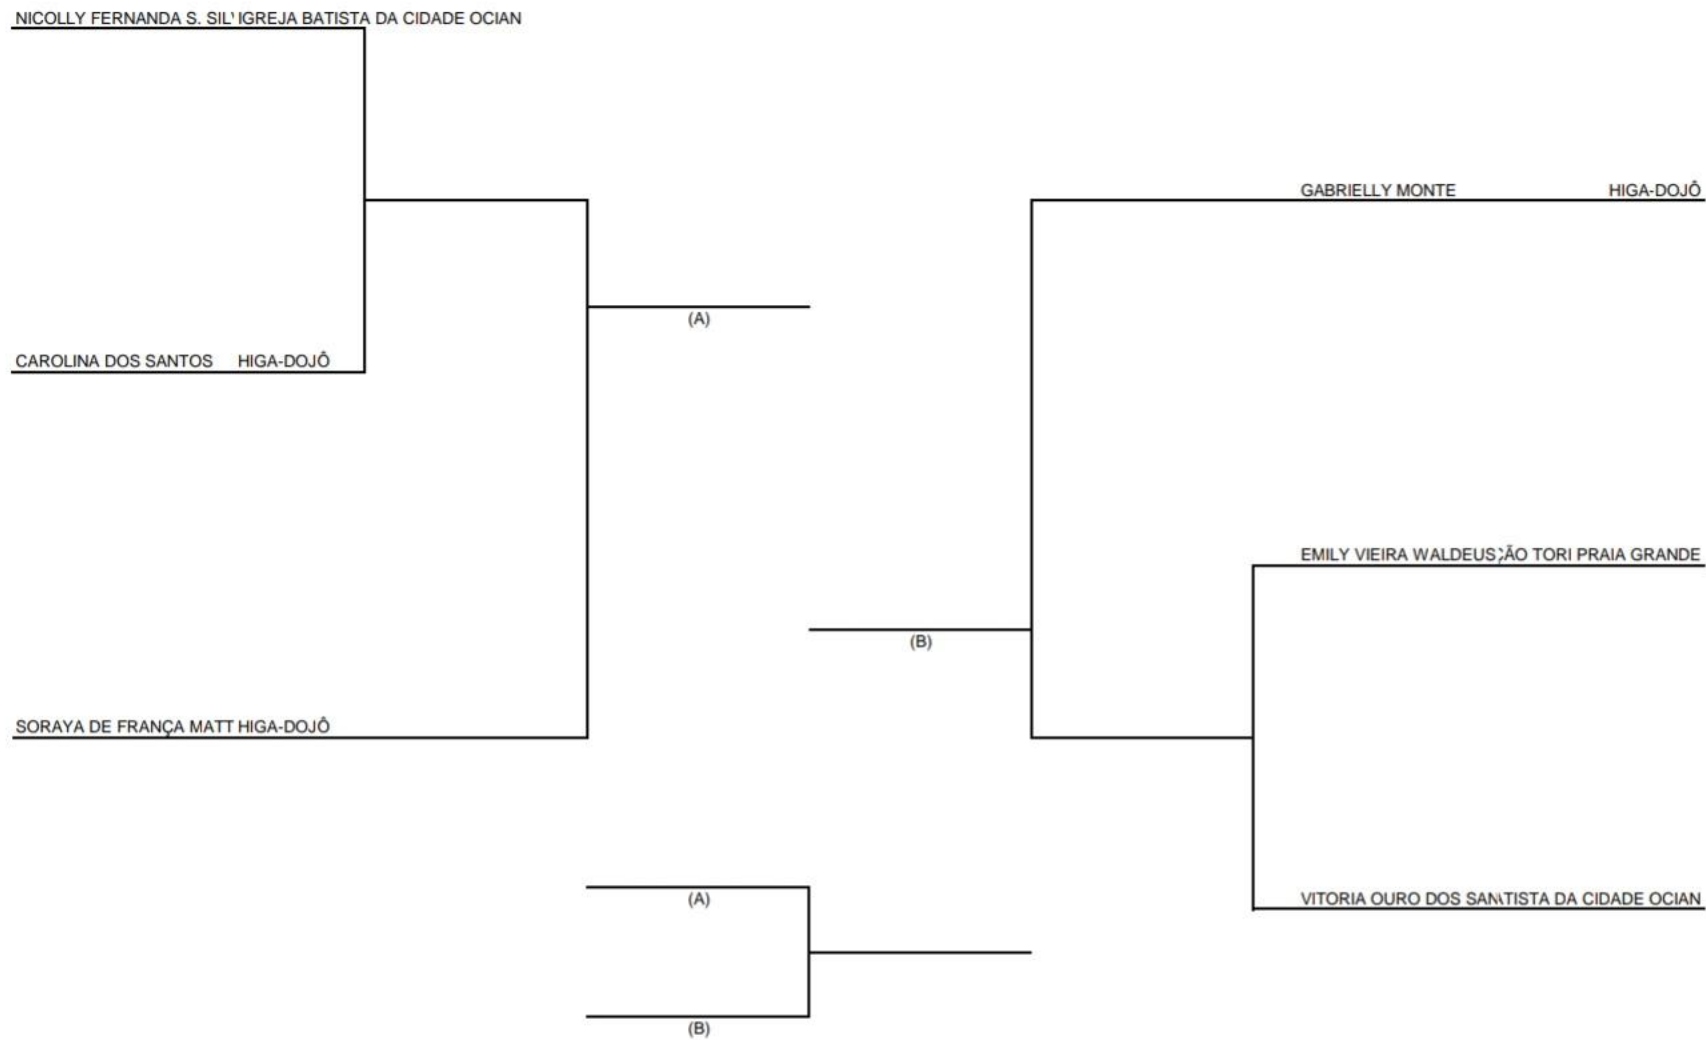 NICOLLY FERNANDA S. SIL IGREJA BATISTA DA CIDADE OCIAN
GABRIELLY MONTE HIGA-DOJÔ
(A)
CAROLINA DOS SANTOS HIGA-DOJÔ
EMILY VIEIRA WALDEUS ÃO TORI PRAIA GRANDE
(B)
SORAYA DE FRANÇA MATT HIGA-DOJÔ
(A)
VITORIA OURO DOS SAN TISTA DA CIDADE OCIAN
(B)